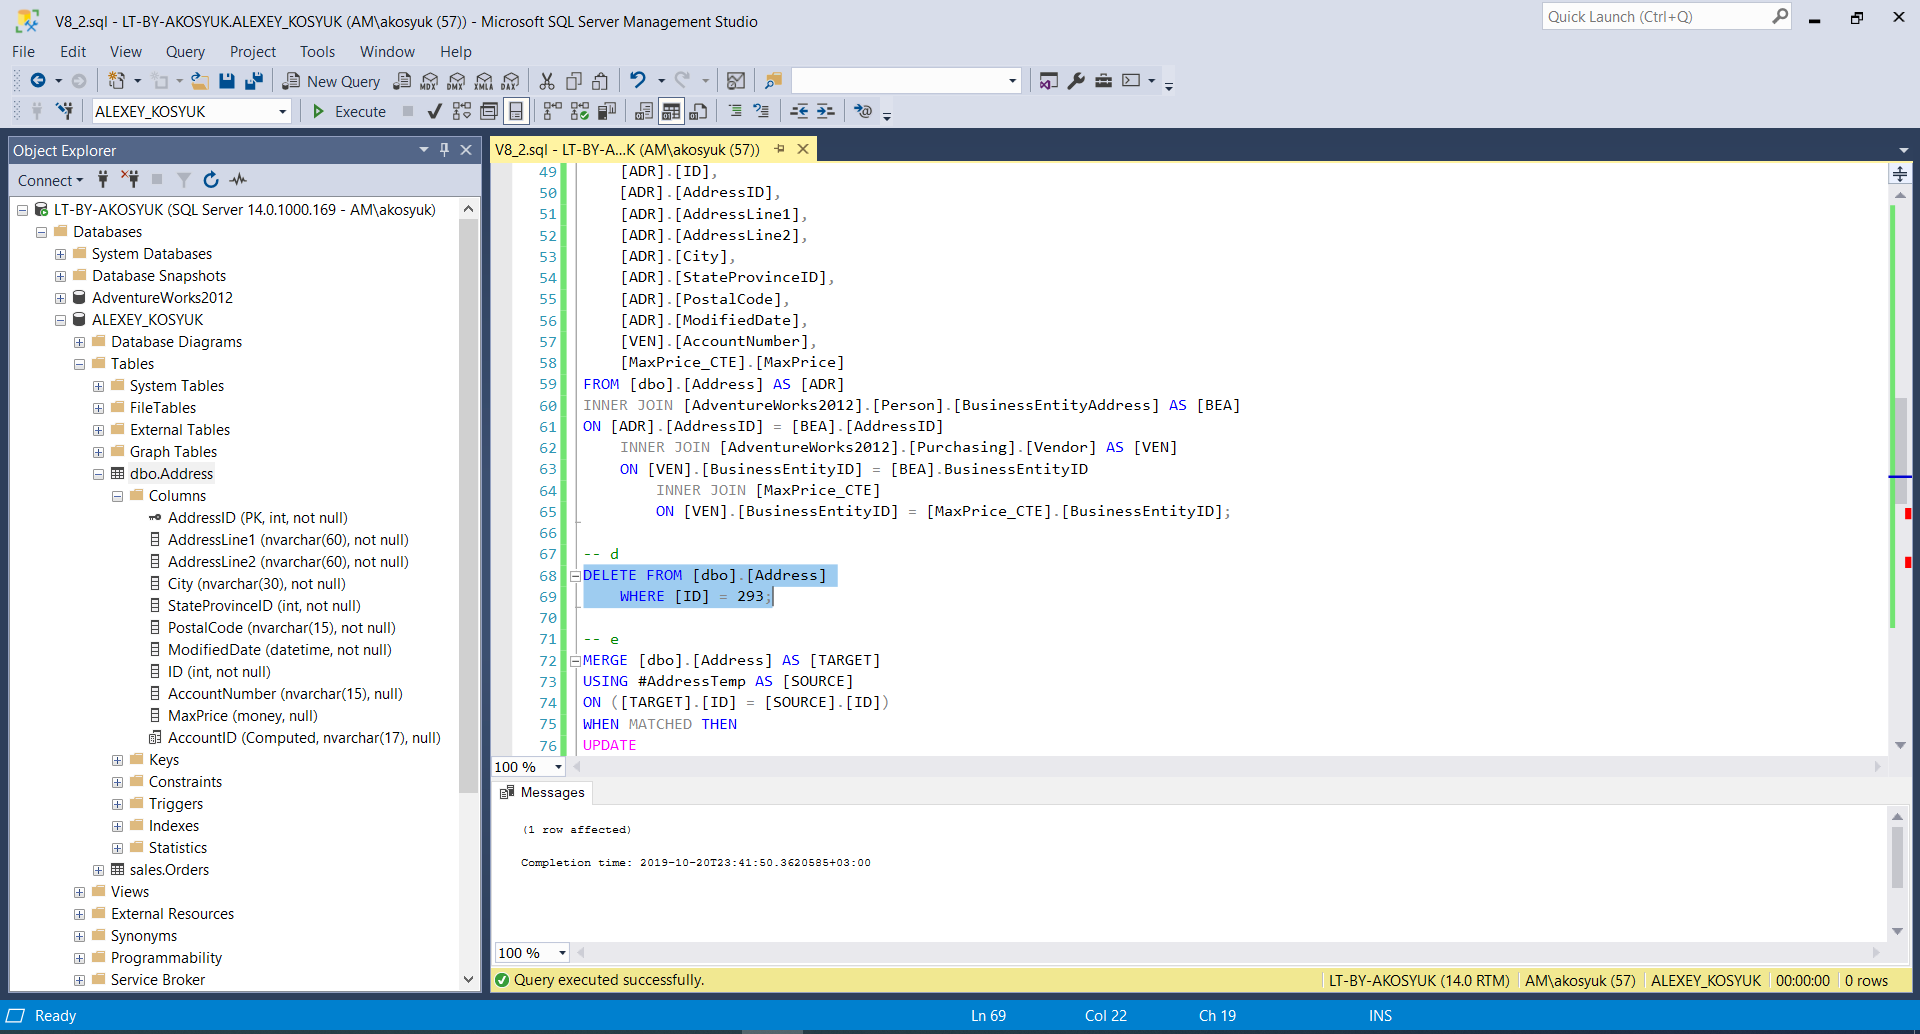 V8_2.sql - LT-BY-AKOSYUK.ALEXEY_KOSYUK (AM\akosyuk (57)) - Microsoft SQL Server Management Studio
Quick Launch (Ctrl+Q)
File Edit View Query Project Tools Window Help
New Query MDX DMX XMLA DAX
ALEXEY_KOSYUK Execute
Object Explorer
Connect
LT-BY-AKOSYUK (SQL Server 14.0.1000.169 - AM\akosyuk)
Databases
System Databases
Database Snapshots
AdventureWorks2012
ALEXEY_KOSYUK
Database Diagrams
Tables
System Tables
FileTables
External Tables
Graph Tables
dbo.Address
Columns
AddressID (PK, int, not null)
AddressLine1 (nvarchar(60), not null)
AddressLine2 (nvarchar(60), not null)
City (nvarchar(30), not null)
StateProvinceID (int, not null)
PostalCode (nvarchar(15), not null)
ModifiedDate (datetime, not null)
ID (int, not null)
AccountNumber (nvarchar(15), null)
MaxPrice (money, null)
AccountID (Computed, nvarchar(17), null)
Keys
Constraints
Triggers
Indexes
Statistics
sales.Orders
Views
External Resources
Synonyms
Programmability
Service Broker
V8_2.sql - LT-BY-A...K (AM\akosyuk (57))
49 [ADR].[ID],
50 [ADR].[AddressID],
51 [ADR].[AddressLine1],
52 [ADR].[AddressLine2],
53 [ADR].[City],
54 [ADR].[StateProvinceID],
55 [ADR].[PostalCode],
56 [ADR].[ModifiedDate],
57 [VEN].[AccountNumber],
58 [MaxPrice_CTE].[MaxPrice]
59 FROM [dbo].[Address] AS [ADR]
60 INNER JOIN [AdventureWorks2012].[Person].[BusinessEntityAddress] AS [BEA]
61 ON [ADR].[AddressID] = [BEA].[AddressID]
62 INNER JOIN [AdventureWorks2012].[Purchasing].[Vendor] AS [VEN]
63 ON [VEN].[BusinessEntityID] = [BEA].BusinessEntityID
64 INNER JOIN [MaxPrice_CTE]
65 ON [VEN].[BusinessEntityID] = [MaxPrice_CTE].[BusinessEntityID];
66
67 -- d
68 DELETE FROM [dbo].[Address]
69 WHERE [ID] = 293;
70
71 -- e
72 MERGE [dbo].[Address] AS [TARGET]
73 USING #AddressTemp AS [SOURCE]
74 ON ([TARGET].[ID] = [SOURCE].[ID])
75 WHEN MATCHED THEN
76 UPDATE
100 %
Messages
(1 row affected)
Completion time: 2019-10-20T23:41:50.3620585+03:00
100 %
Query executed successfully. LT-BY-AKOSYUK (14.0 RTM) AM\akosyuk (57) ALEXEY_KOSYUK 00:00:00 0 rows
Ready Ln 69 Col 22 Ch 19 INS